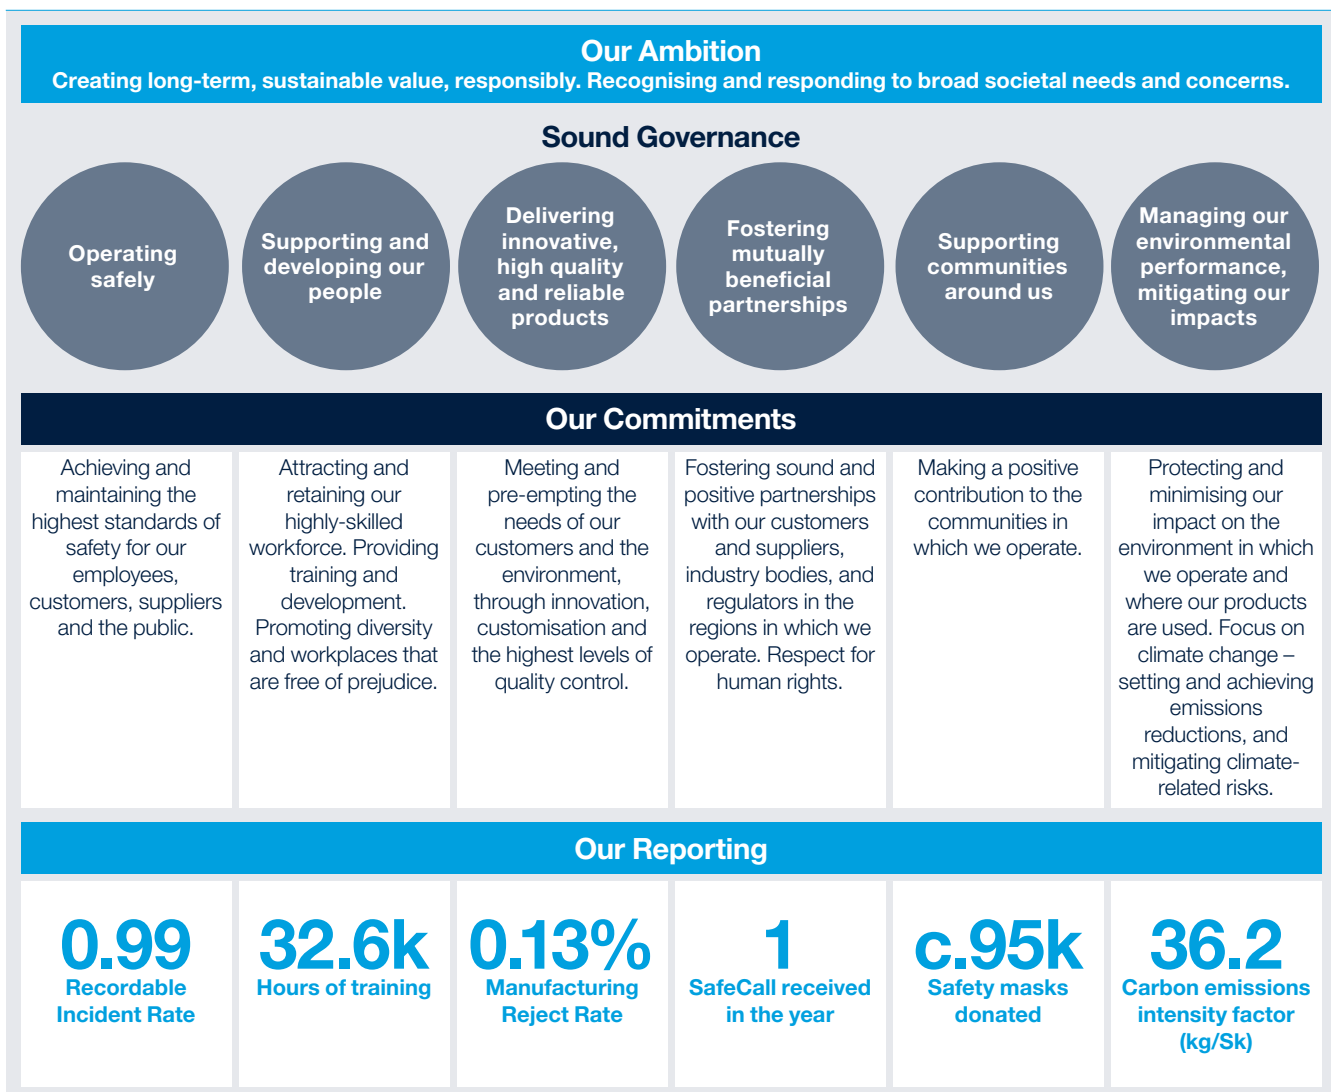 Our Ambition
Creating long-term, sustainable value, responsibly. Recognising and responding to broad societal needs and concerns.
Sound Governance
Operating
safely
Supporting and
developing our
people
Delivering
innovative,
high quality
and reliable
products
Fostering
mutually
beneficial
partnerships
Supporting
communities
around us
Managing our
environmental
performance,
mitigating our
impacts
Our Commitments
Achieving and
maintaining the
highest standards of
safety for our
employees,
customers, suppliers
and the public.
Attracting and
retaining our
highly-skilled
workforce. Providing
training and
development.
Promoting diversity
and workplaces that
are free of prejudice.
Meeting and
pre-empting the
needs of our
customers and the
environment,
through innovation,
customisation and
the highest levels of
quality control.
Fostering sound and
positive partnerships
with our customers
and suppliers,
industry bodies, and
regulators in the
regions in which we
operate. Respect for
human rights.
Making a positive
contribution to the
communities in
which we operate.
Protecting and
minimising our
impact on the
environment in which
we operate and
where our products
are used. Focus on
climate change –
setting and achieving
emissions
reductions, and
mitigating climate-
related risks.
Our Reporting
0.99
Recordable
Incident Rate
32.6k
Hours of training
0.13%
Manufacturing
Reject Rate
1
SafeCall received
in the year
c.95k
Safety masks
donated
36.2
Carbon emissions
intensity factor
(kg/Sk)